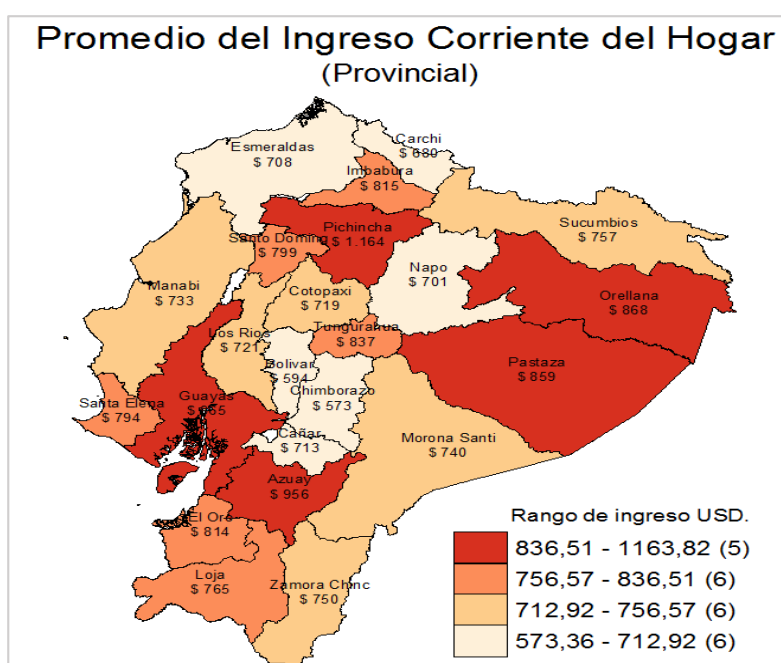 Promedio del Ingreso Corriente del Hogar
(Provincial)
Carchi
$ 680
Esmeraldas
$ 708
Imbabura
$ 815
Sucumbios
$ 757
Pichincha
$ 1.164
Santo Doming
$ 799
Napo
$ 701
Manabi
$ 733
Cotopaxi
$ 719
Orellana
$ 868
Los Rios
$ 721
Tungurahua
$ 837
Pastaza
$ 859
Bolivar
$ 594
Chimborazo
$ 573
Guayas
Santa Elena
$ 794
Cañar
$ 713
Morona Santi
$ 740
Azuay
$ 956
El Oro
$ 814
Loja
$ 765
Zamora Chinc
$ 750
Rango de ingreso USD.
836,51 - 1163,82 (5)
756,57 - 836,51 (6)
712,92 - 756,57 (6)
573,36 - 712,92 (6)